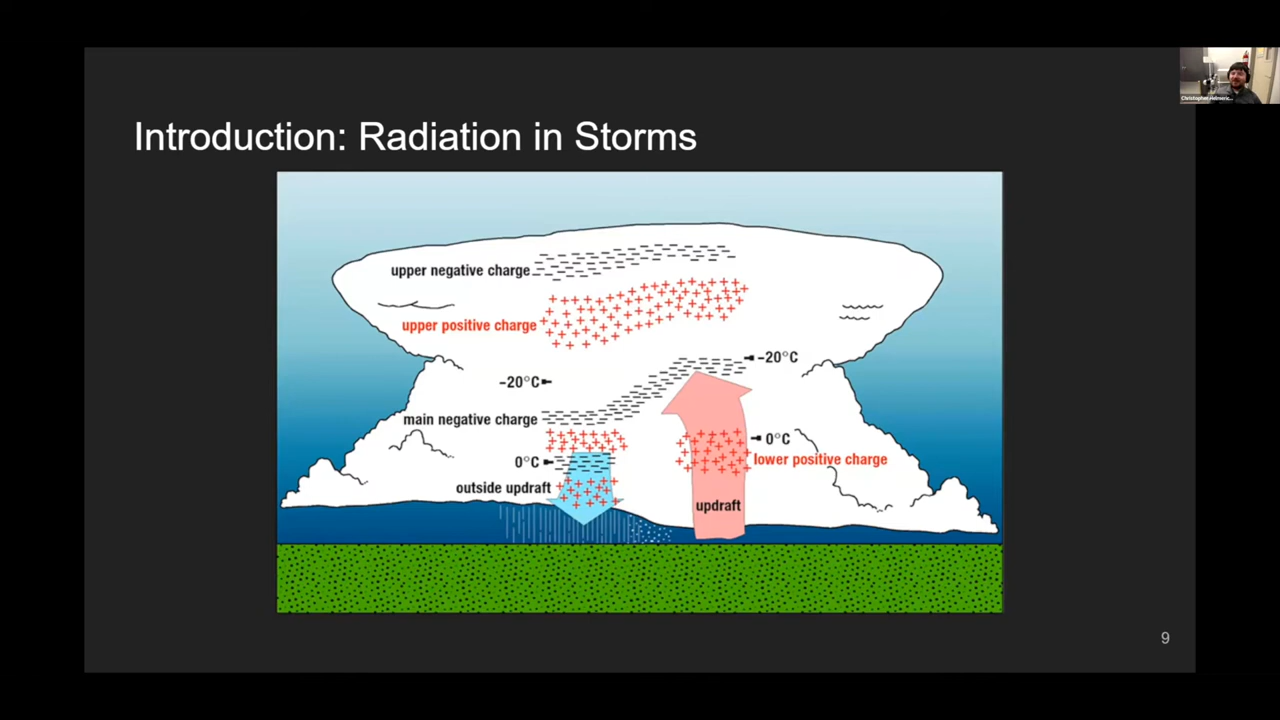 Introduction: Radiation in Storms
upper negative charge
upper positive charge
-20°C
-20°C
main negative charge
0°C
0°C
lower positive charge
outside updraft
updraft
9
Christopher